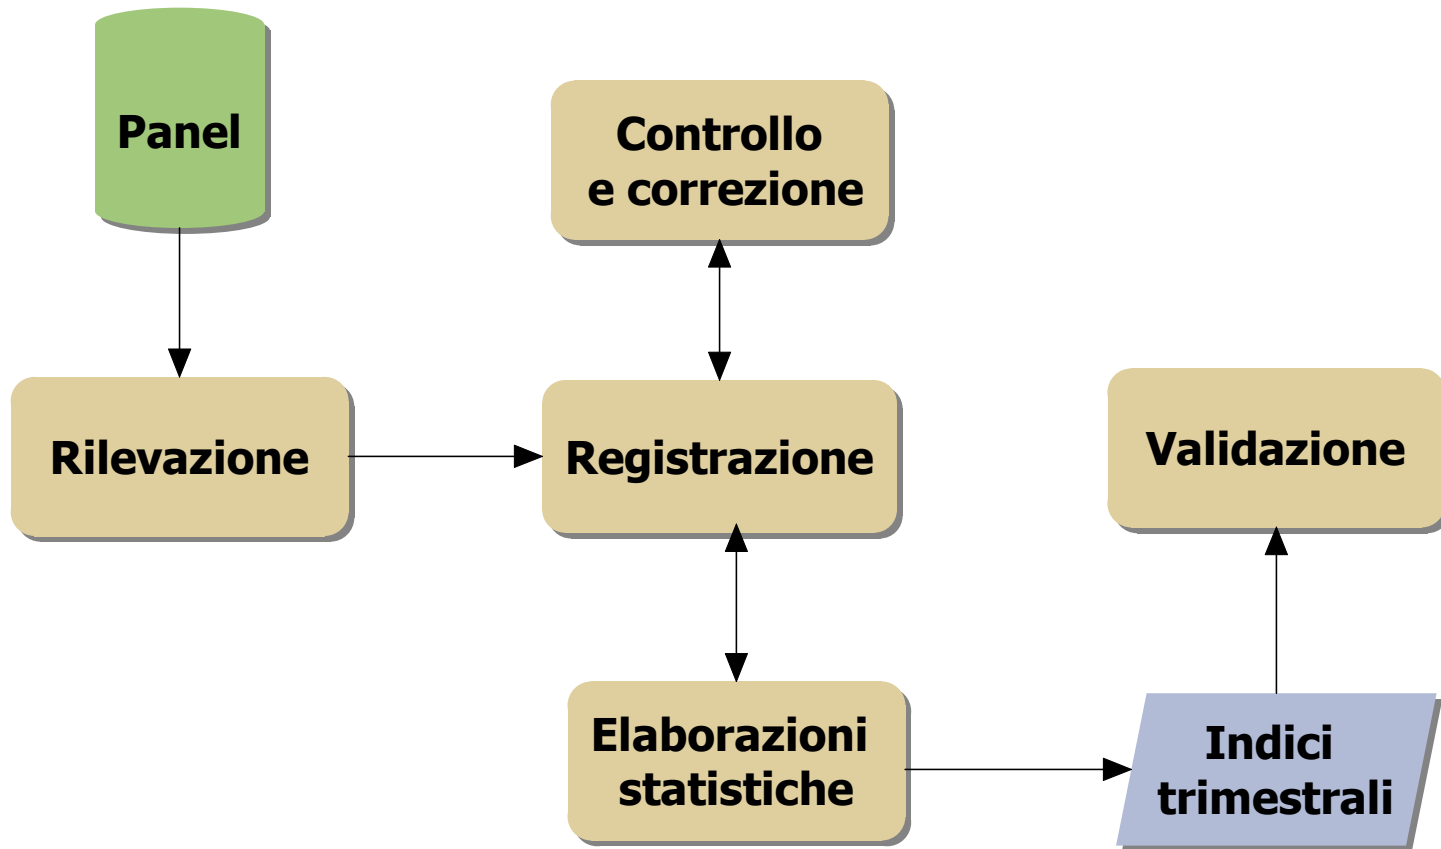 Panel
Controllo
e correzione
Rilevazione
Registrazione
Validazione
Elaborazioni
statistiche
Indici
trimestrali